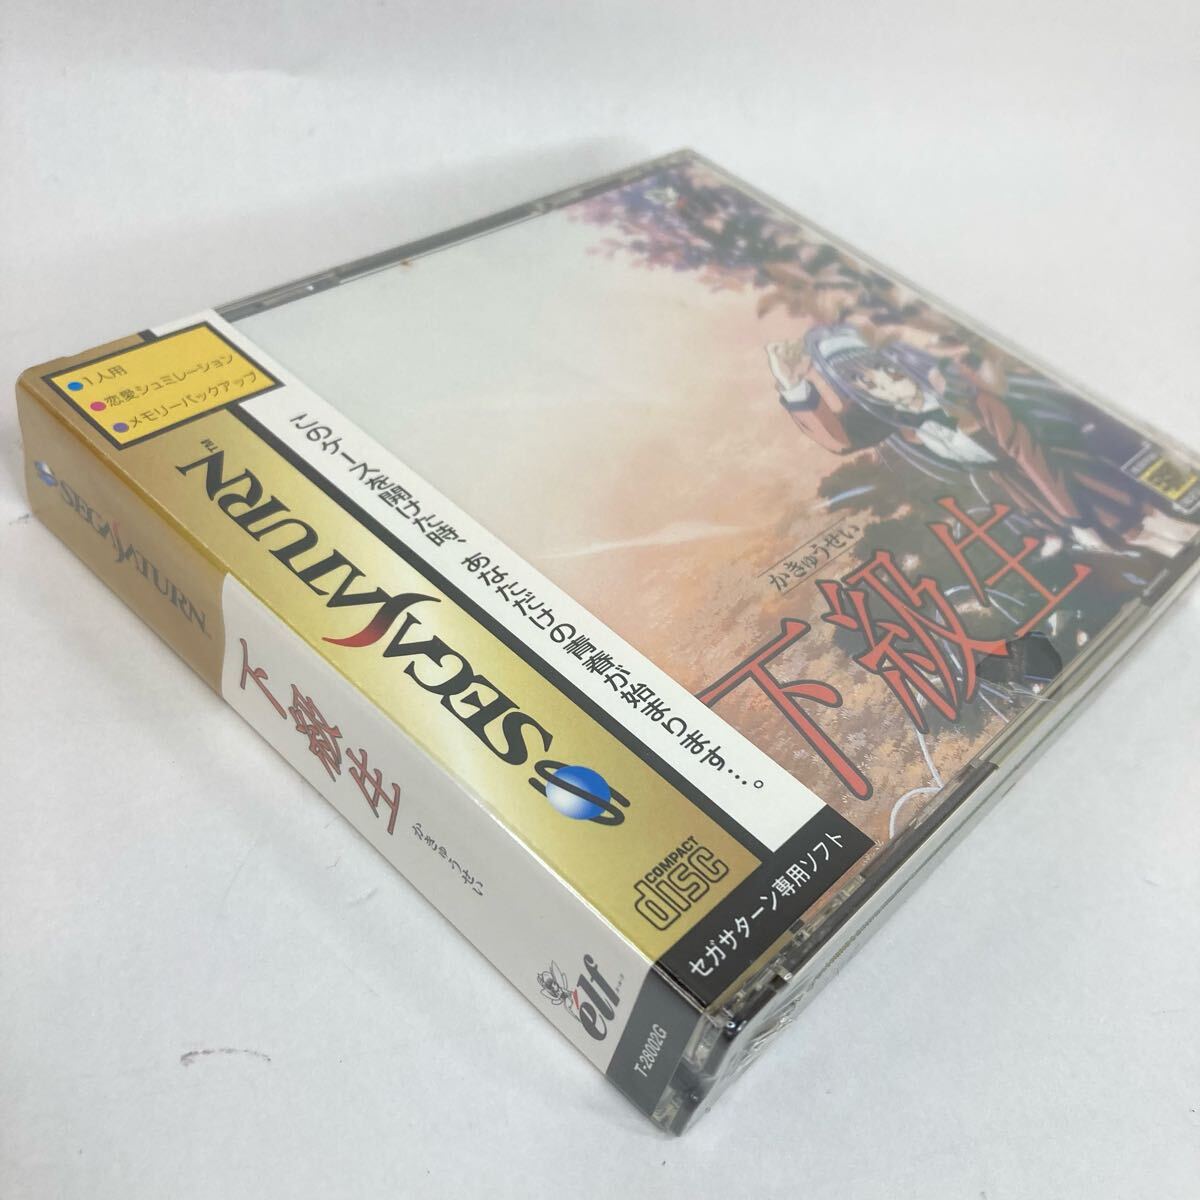 ●1人用
●恋愛シュミレーション
●メモリーバックアップ
SEGA SATURN™
このケースを開けた時、あなただけの青春が始まります…。
COMPACT
disc
セガサターン専用ソフト
かきゅうせい
下級生
SEGA SATURN
下級生
かきゅうせい
élf
T-28002G